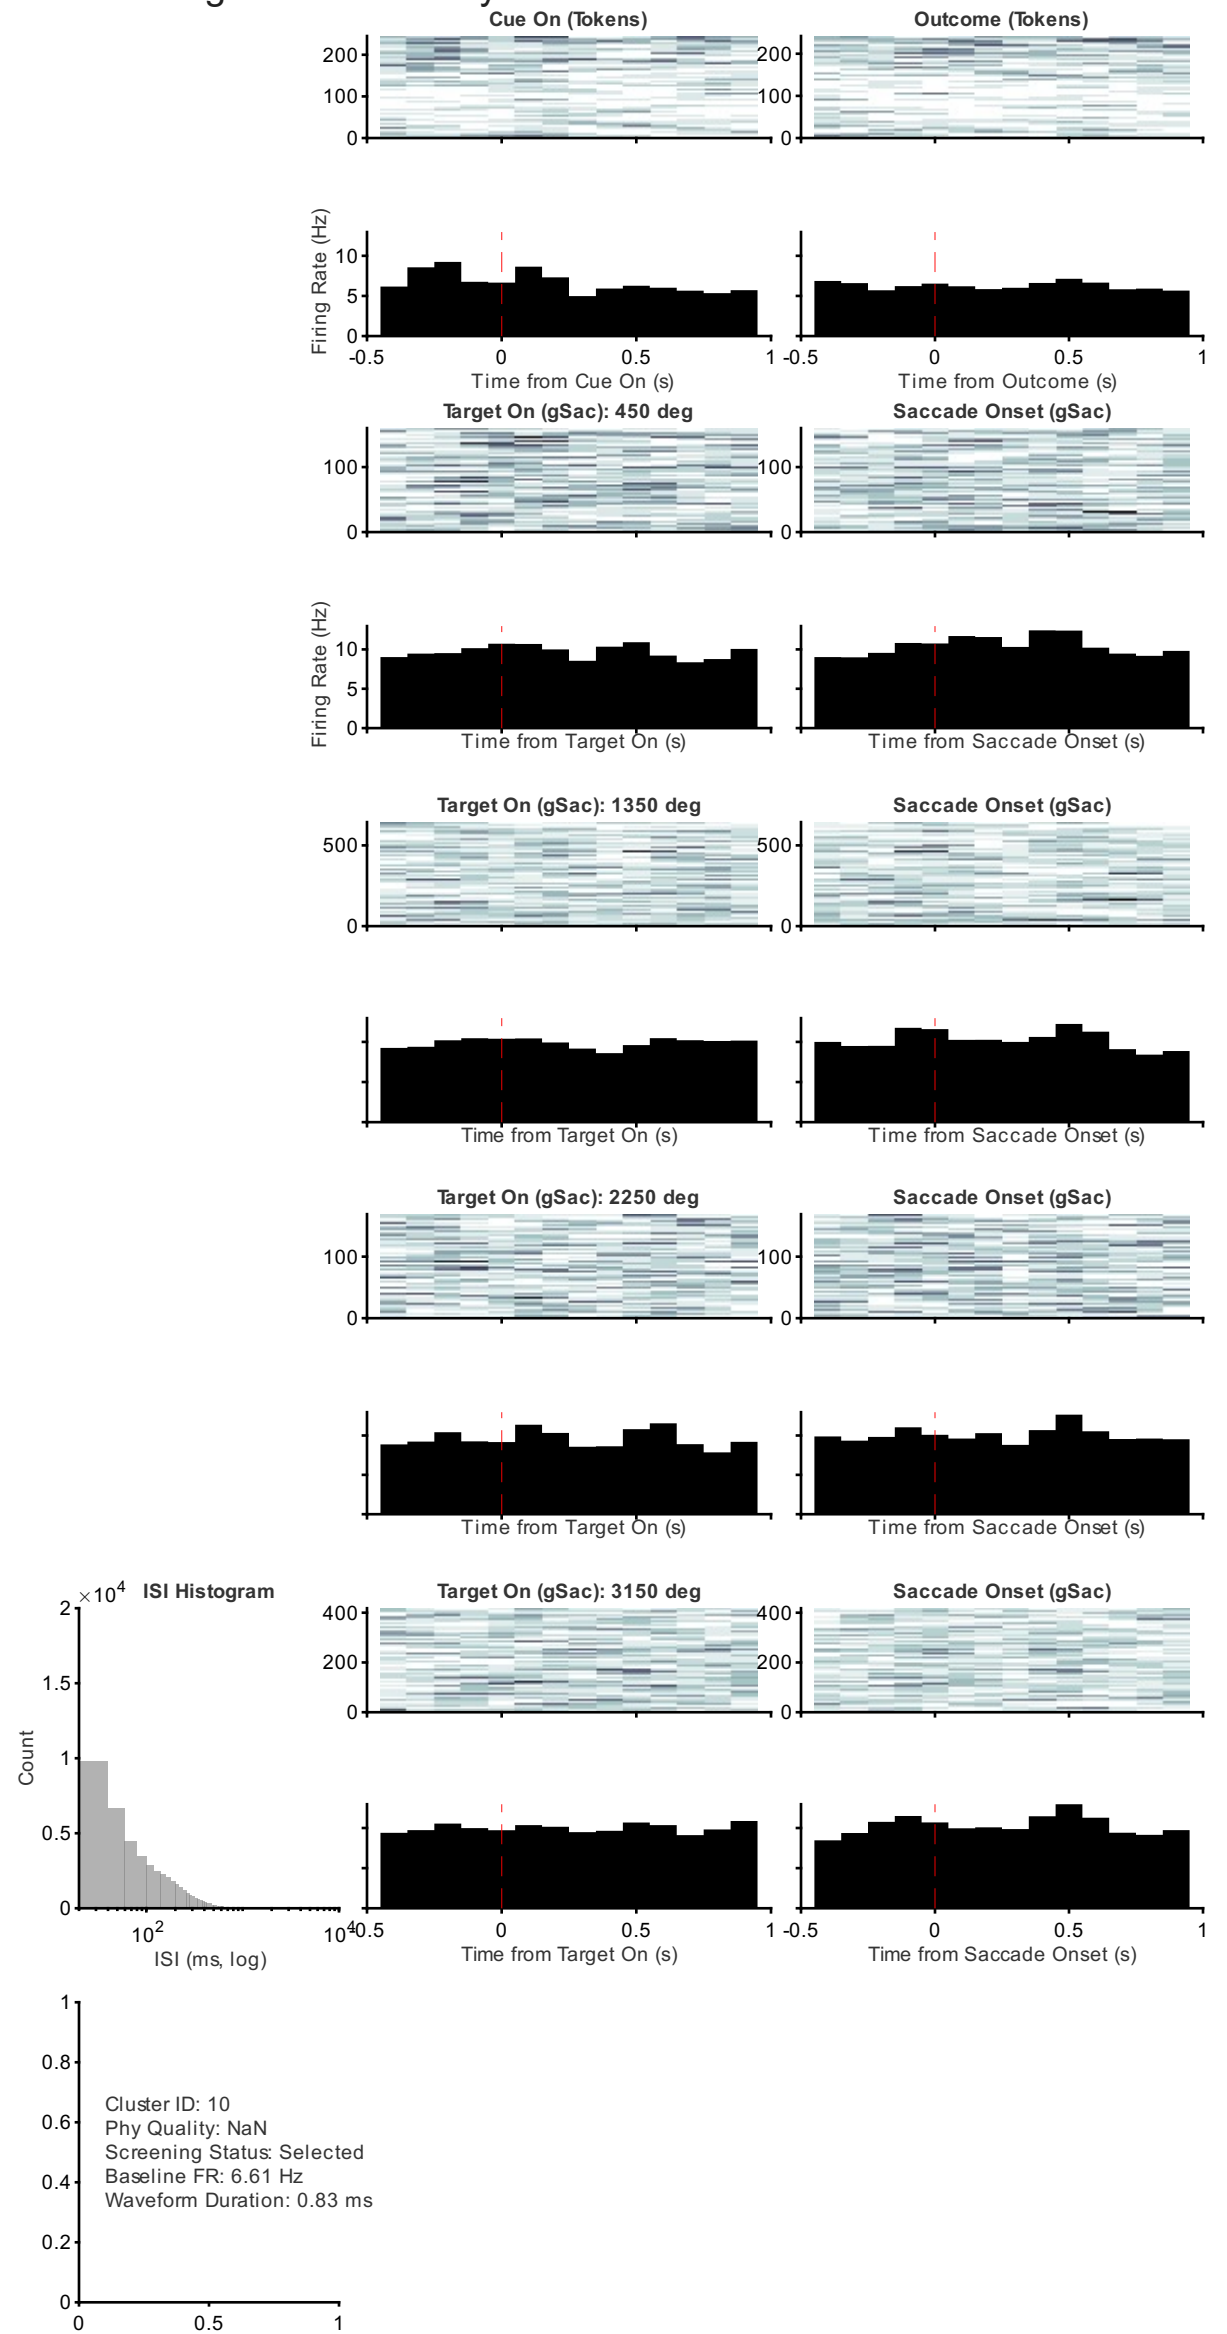 Cue On (Tokens)
Outcome (Tokens)
200
100
0
200
100
0
Firing Rate (Hz)
10
5
0
-0.5
0
0.5
1
-0.5
0
0.5
1
Time from Cue On (s)
Time from Outcome (s)
Target On (gSac): 450 deg
Saccade Onset (gSac)
100
0
100
0
Firing Rate (Hz)
10
5
0
Time from Target On (s)
Time from Saccade Onset (s)
Target On (gSac): 1350 deg
Saccade Onset (gSac)
500
0
500
0
Time from Target On (s)
Time from Saccade Onset (s)
Target On (gSac): 2250 deg
Saccade Onset (gSac)
100
0
100
0
Time from Target On (s)
Time from Saccade Onset (s)
×10^4
ISI Histogram
2
1.5
1
0.5
0
Count
10^2
10^4
ISI (ms, log)
Target On (gSac): 3150 deg
Saccade Onset (gSac)
400
200
0
400
200
0
-0.5
0
0.5
1
-0.5
0
0.5
1
Time from Target On (s)
Time from Saccade Onset (s)
1
0.8
0.6
0.4
0.2
0
Cluster ID: 10
Phy Quality: NaN
Screening Status: Selected
Baseline FR: 6.61 Hz
Waveform Duration: 0.83 ms
0
0.5
1